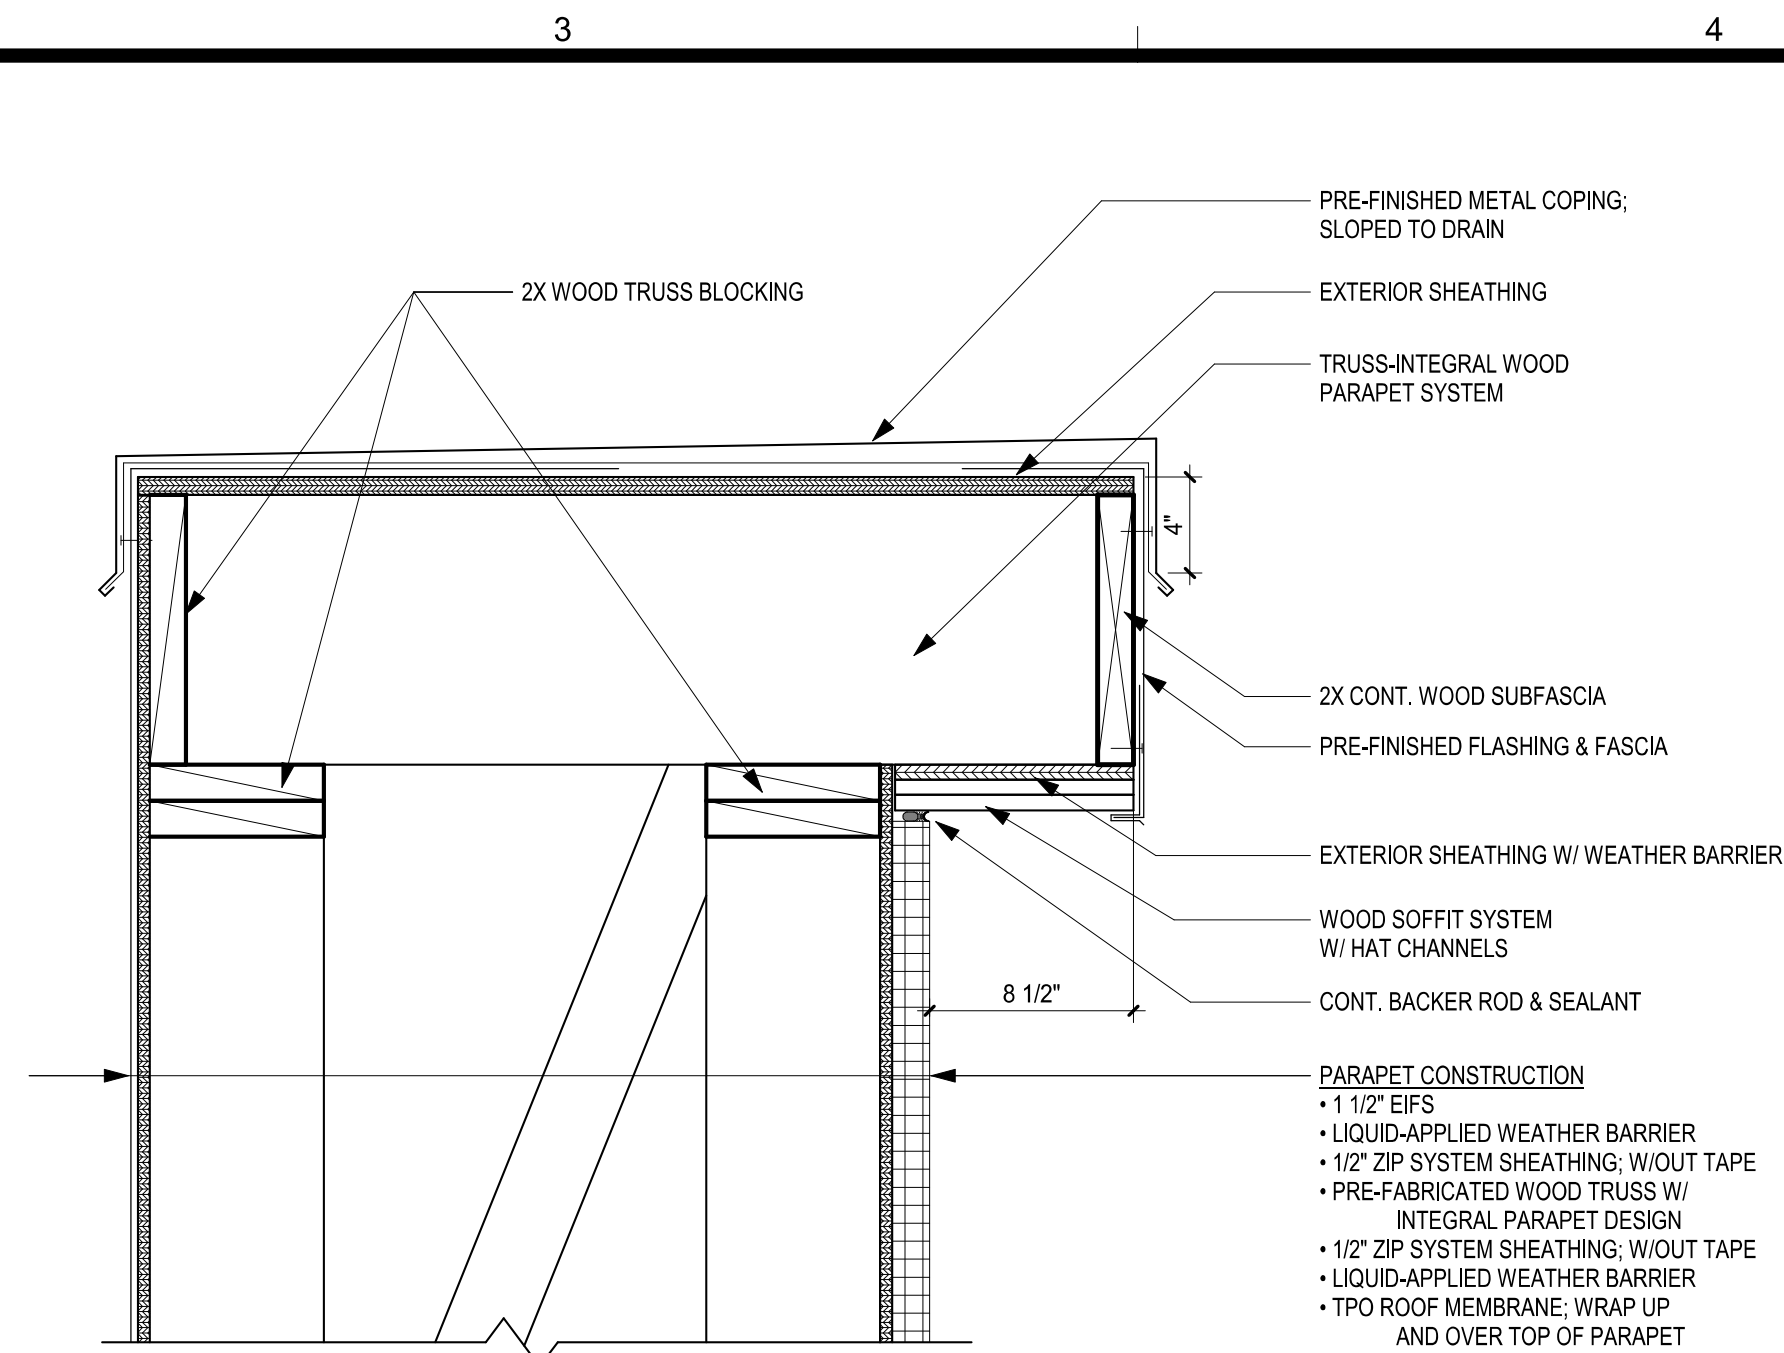 3
4
PRE-FINISHED METAL COPING;
SLOPED TO DRAIN
2X WOOD TRUSS BLOCKING
EXTERIOR SHEATHING
TRUSS-INTEGRAL WOOD
PARAPET SYSTEM
4"
2X CONT. WOOD SUBFASCIA
PRE-FINISHED FLASHING & FASCIA
EXTERIOR SHEATHING W/ WEATHER BARRIER
WOOD SOFFIT SYSTEM
W/ HAT CHANNELS
8 1/2"
CONT. BACKER ROD & SEALANT
PARAPET CONSTRUCTION
• 1 1/2" EIFS
• LIQUID-APPLIED WEATHER BARRIER
• 1/2" ZIP SYSTEM SHEATHING; W/OUT TAPE
• PRE-FABRICATED WOOD TRUSS W/
INTEGRAL PARAPET DESIGN
• 1/2" ZIP SYSTEM SHEATHING; W/OUT TAPE
• LIQUID-APPLIED WEATHER BARRIER
• TPO ROOF MEMBRANE; WRAP UP
AND OVER TOP OF PARAPET